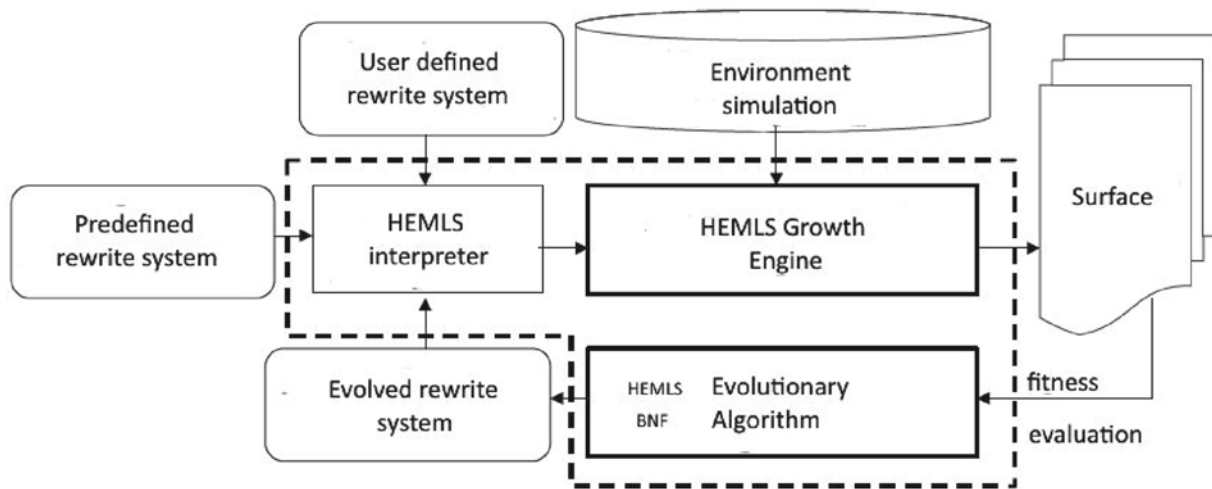 User defined
rewrite system
Environment
simulation
Surface
Predefined
rewrite system
HEMLS
interpreter
HEMLS Growth
Engine
Evolved rewrite
system
HEMLS
BNF
Evolutionary
Algorithm
fitness
evaluation